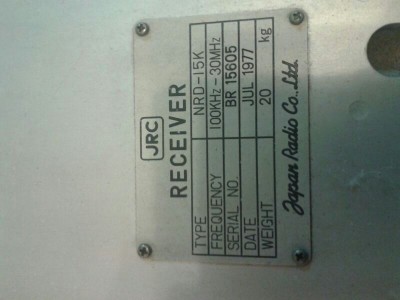 JRC
RECEIVER
TYPE NRD-15K
FREQUENCY 100KHz-30MHz
SERIAL NO. BR 15605
DATE JUL 1977
WEIGHT 20 kg
Japan Radio Co., Ltd.